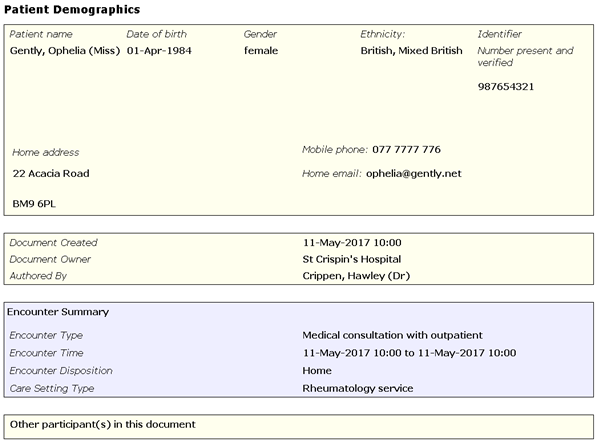 Patient Demographics
Patient name Date of birth Gender Ethnicity: Identifier
Gently, Ophelia (Miss) 01-Apr-1984 female British, Mixed British Number present and
verified
987654321
Home address Mobile phone: 077 7777 776
22 Acacia Road Home email: ophelia@gently.net
BM9 6PL
Document Created 11-May-2017 10:00
Document Owner St Crispin's Hospital
Authored By Crippen, Hawley (Dr)
Encounter Summary
Encounter Type Medical consultation with outpatient
Encounter Time 11-May-2017 10:00 to 11-May-2017 10:00
Encounter Disposition Home
Care Setting Type Rheumatology service
Other participant(s) in this document